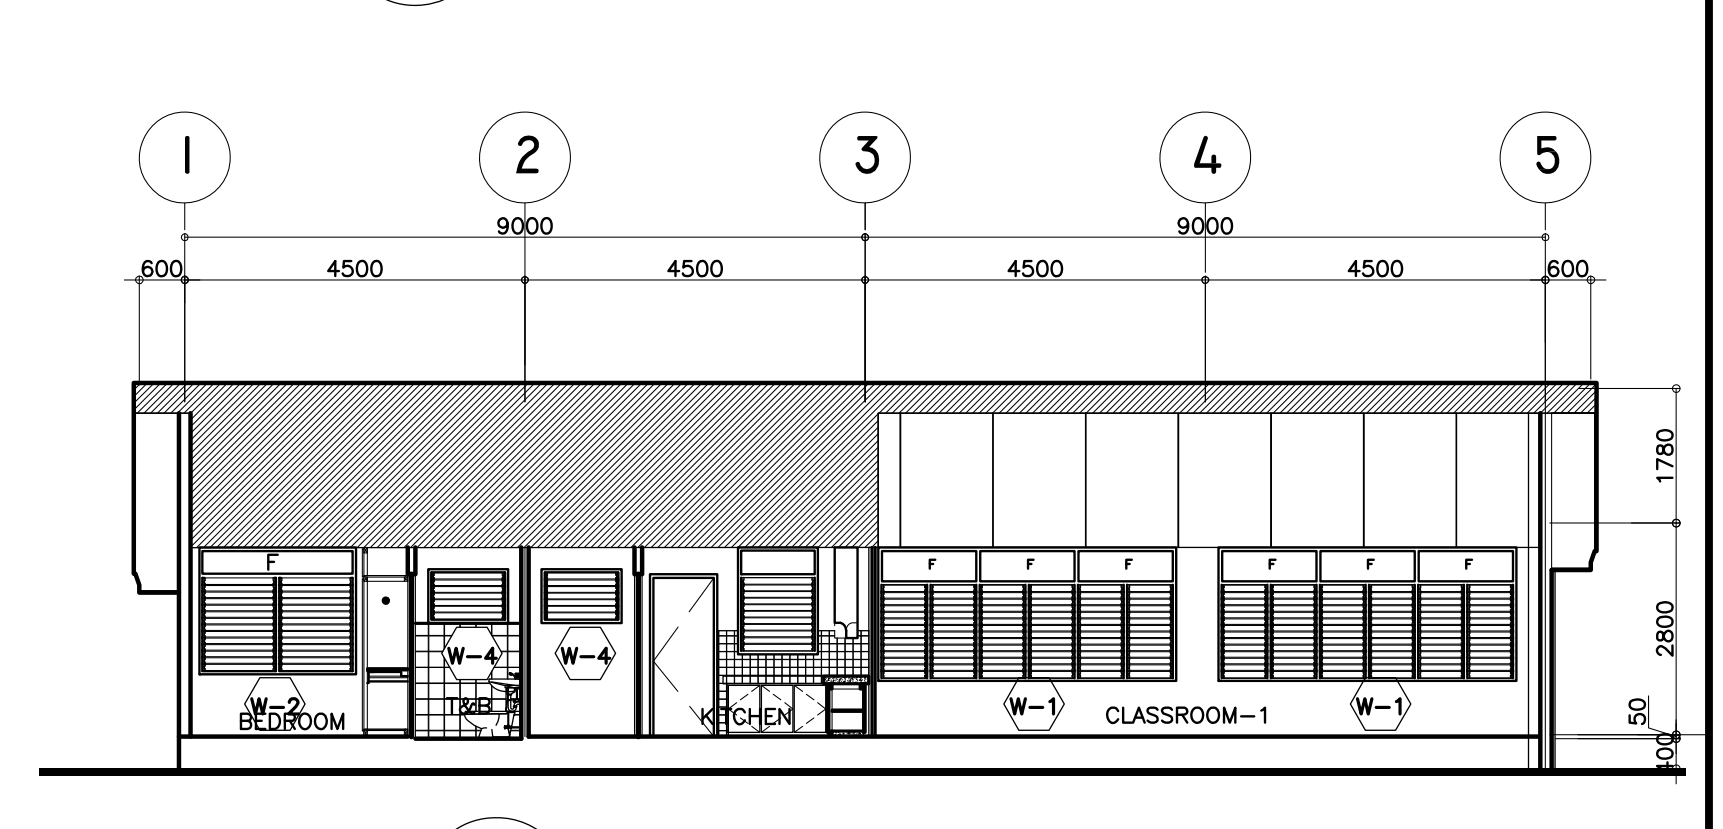 1 2 3 4 5
9000 9000
600 4500 4500 4500 4500 600
1780
F
F F F F F F
2800
W-4 W-4
W-2 W-1 W-1
BEDROOM T&B KITCHEN CLASSROOM-1
50
400